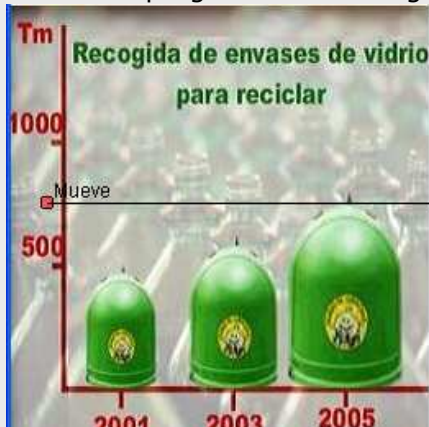 Tm
Recogida de envases de vidrio
para reciclar
1000
Mueve
500
2001
2003
2005